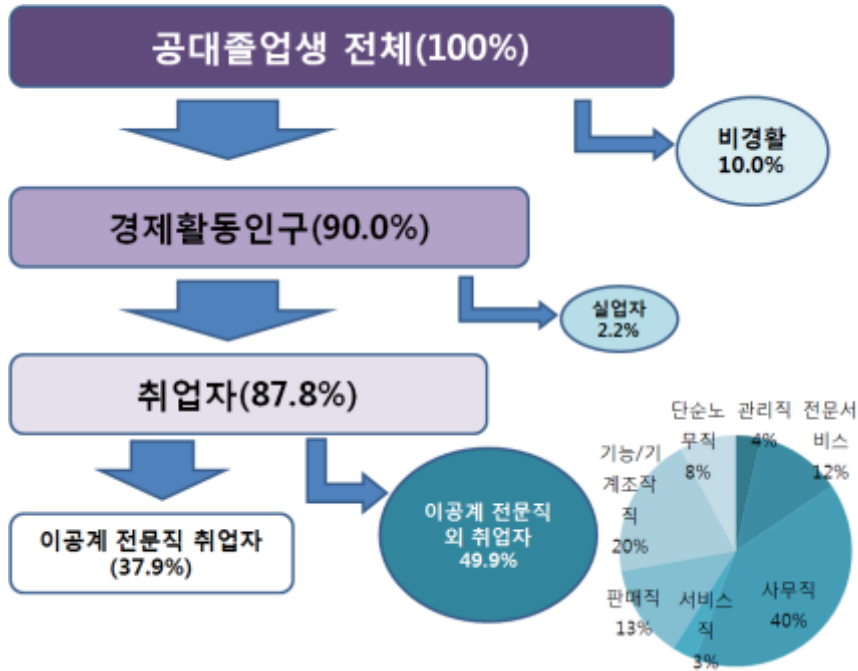 공대졸업생 전체(100%)
비경활
10.0%
경제활동인구(90.0%)
실업자
2.2%
취업자(87.8%)
이공계 전문직 취업자
(37.9%)
이공계 전문직
외 취업자
49.9%
단순노
무직
8%
관리직
4%
전문서
비스
12%
기능/기
계조작
직
20%
판매직
13%
서비스
직
3%
사무직
40%